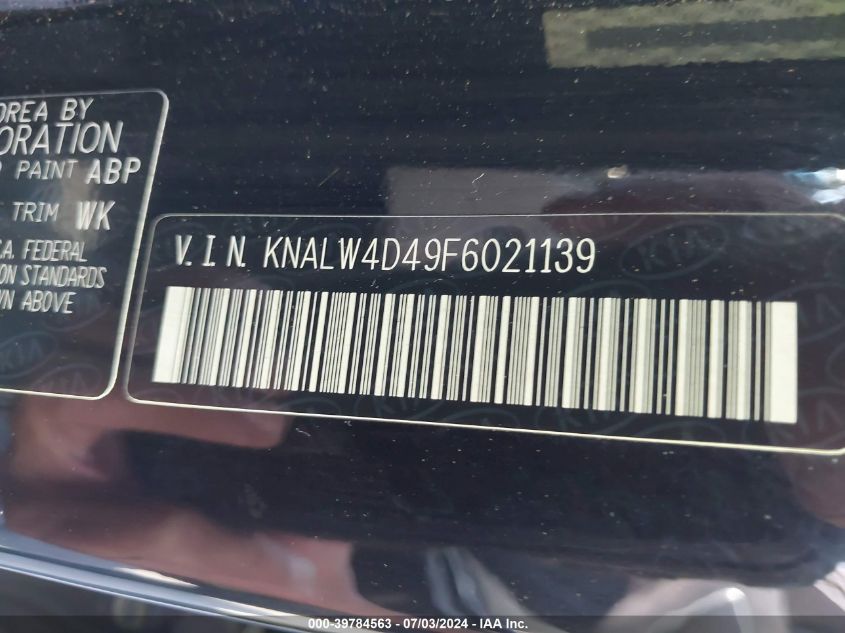 OREA BY
ORATION
PAINT ABP
TRIM WK
A. FEDERAL
ON STANDARDS
WN ABOVE
V.I.N. KNALW4D49F6021139
KIA
000-39784563 / 07/03/2024 - IAA Inc.